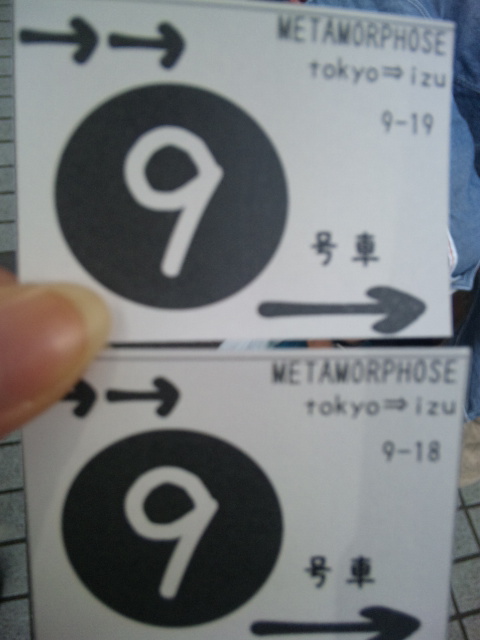 METAMORPHOSE
tokyo⇒izu
9-19
9
号車
METAMORPHOSE
tokyo⇒izu
9-18
9
号車